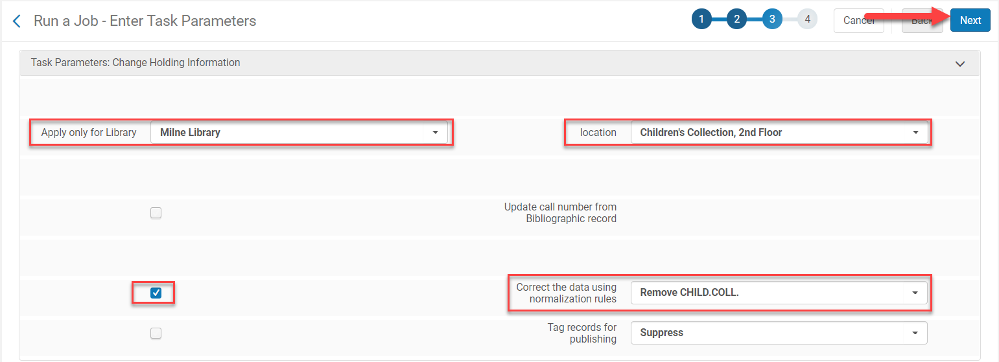 Run a Job - Enter Task Parameters
1 2 3 4
Cancel
Back
Next
Task Parameters: Change Holding Information
Apply only for Library
Milne Library
location
Children's Collection, 2nd Floor
Update call number from
Bibliographic record
Correct the data using
normalization rules
Remove CHILD.COLL.
Tag records for
publishing
Suppress